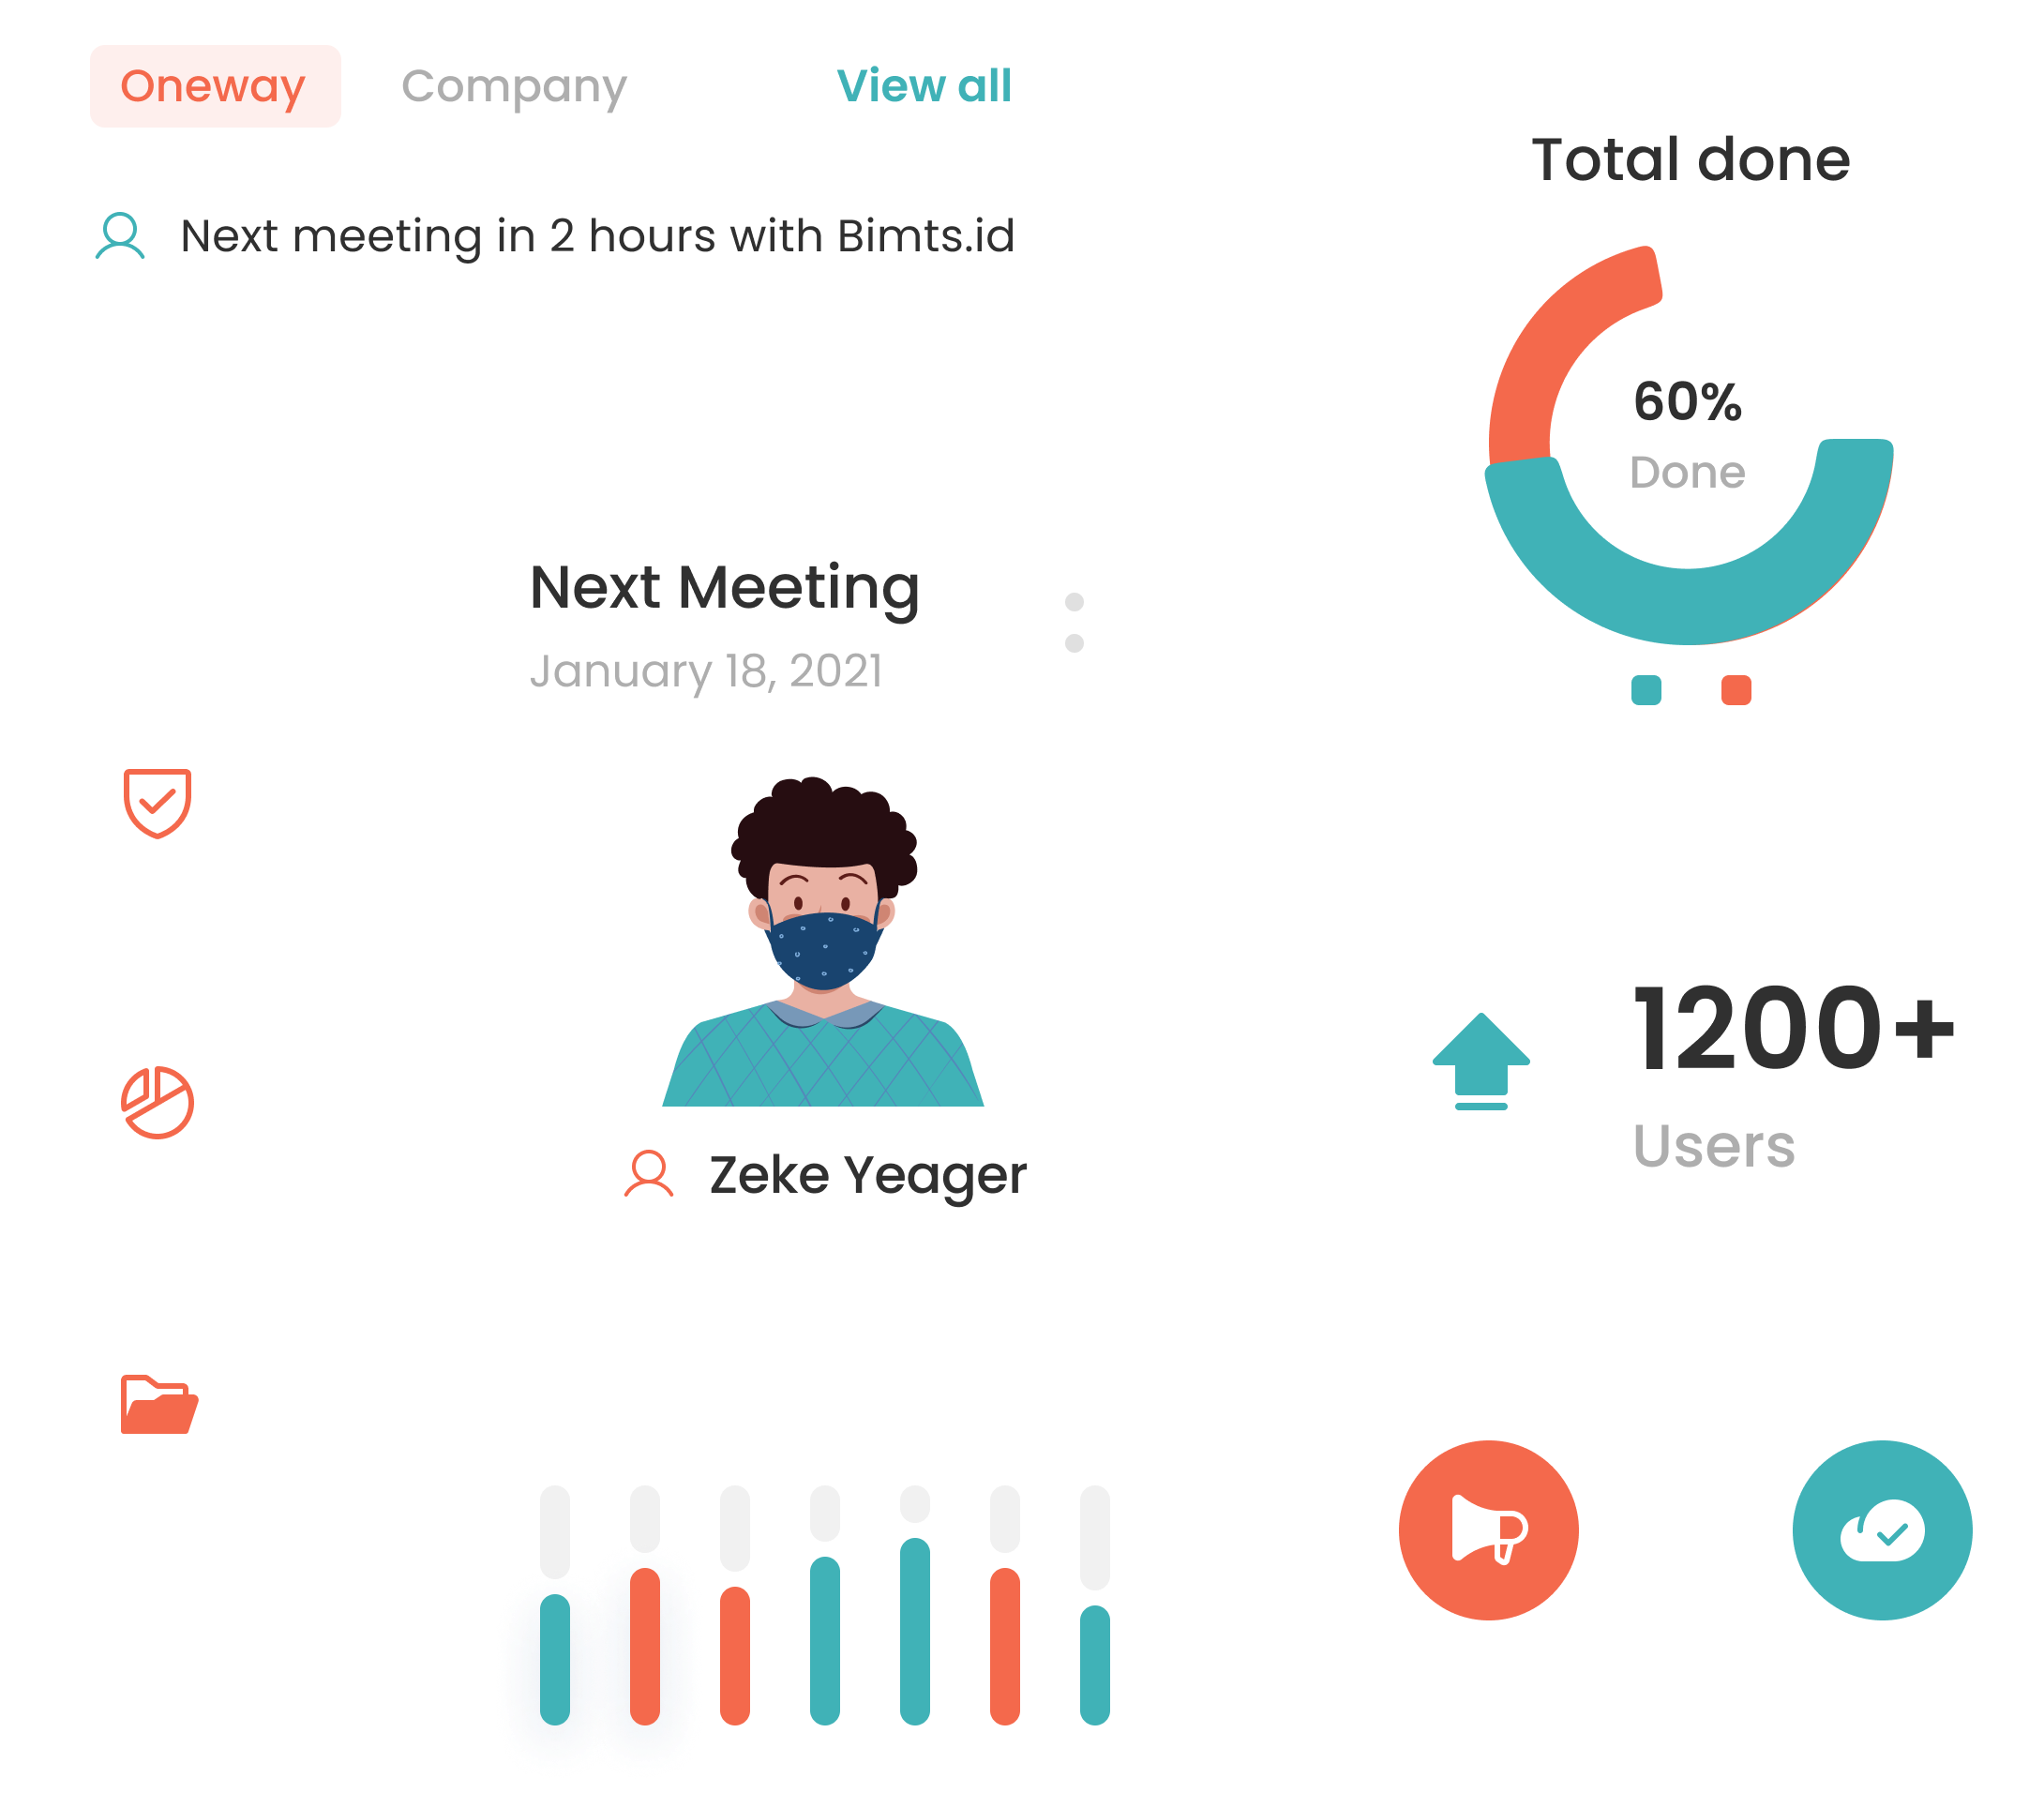 Oneway
Company
View all
Next meeting in 2 hours with Bimts.id
Total done
60%
Done
Next Meeting
January 18, 2021
Zeke Yeager
1200+
Users